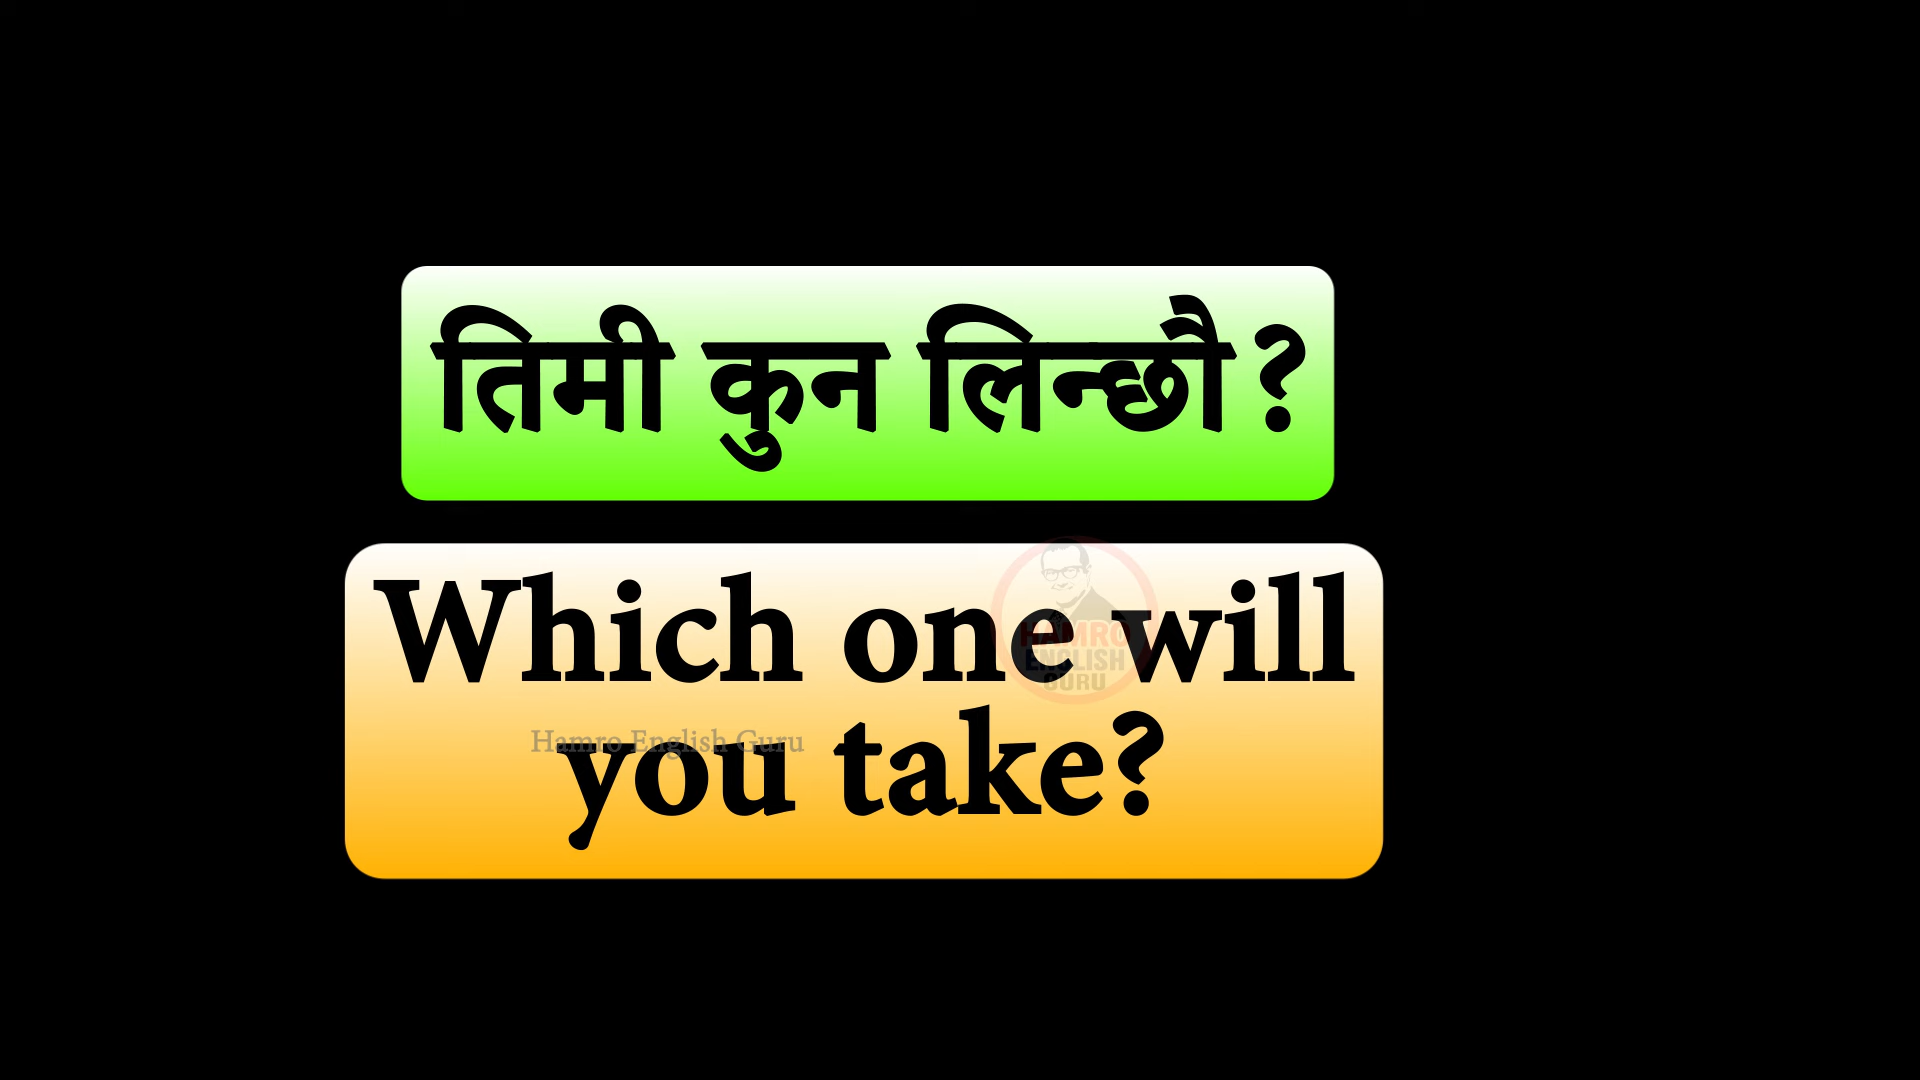 तिमी कुन लिन्छौ ?
Which one will
you take?
HAMRO
ENGLISH
GURU
Hamro English Guru